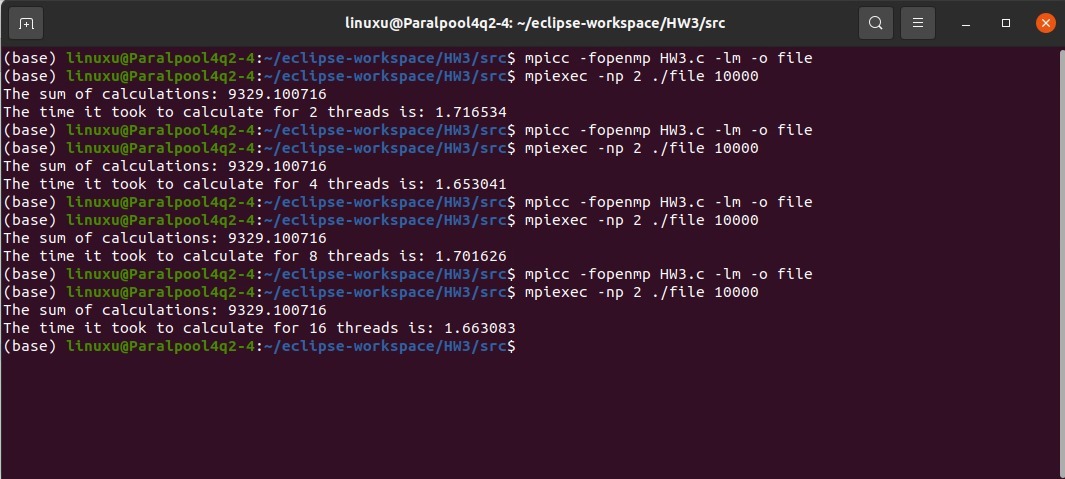 linuxu@Paralpool4q2-4: ~/eclipse-workspace/HW3/src
(base) linuxu@Paralpool4q2-4:~/eclipse-workspace/HW3/src$ mpicc -fopenmp HW3.c -lm -o file
(base) linuxu@Paralpool4q2-4:~/eclipse-workspace/HW3/src$ mpiexec -np 2 ./file 10000
The sum of calculations: 9329.100716
The time it took to calculate for 2 threads is: 1.716534
(base) linuxu@Paralpool4q2-4:~/eclipse-workspace/HW3/src$ mpicc -fopenmp HW3.c -lm -o file
(base) linuxu@Paralpool4q2-4:~/eclipse-workspace/HW3/src$ mpiexec -np 2 ./file 10000
The sum of calculations: 9329.100716
The time it took to calculate for 4 threads is: 1.653041
(base) linuxu@Paralpool4q2-4:~/eclipse-workspace/HW3/src$ mpicc -fopenmp HW3.c -lm -o file
(base) linuxu@Paralpool4q2-4:~/eclipse-workspace/HW3/src$ mpiexec -np 2 ./file 10000
The sum of calculations: 9329.100716
The time it took to calculate for 8 threads is: 1.701626
(base) linuxu@Paralpool4q2-4:~/eclipse-workspace/HW3/src$ mpicc -fopenmp HW3.c -lm -o file
(base) linuxu@Paralpool4q2-4:~/eclipse-workspace/HW3/src$ mpiexec -np 2 ./file 10000
The sum of calculations: 9329.100716
The time it took to calculate for 16 threads is: 1.663083
(base) linuxu@Paralpool4q2-4:~/eclipse-workspace/HW3/src$